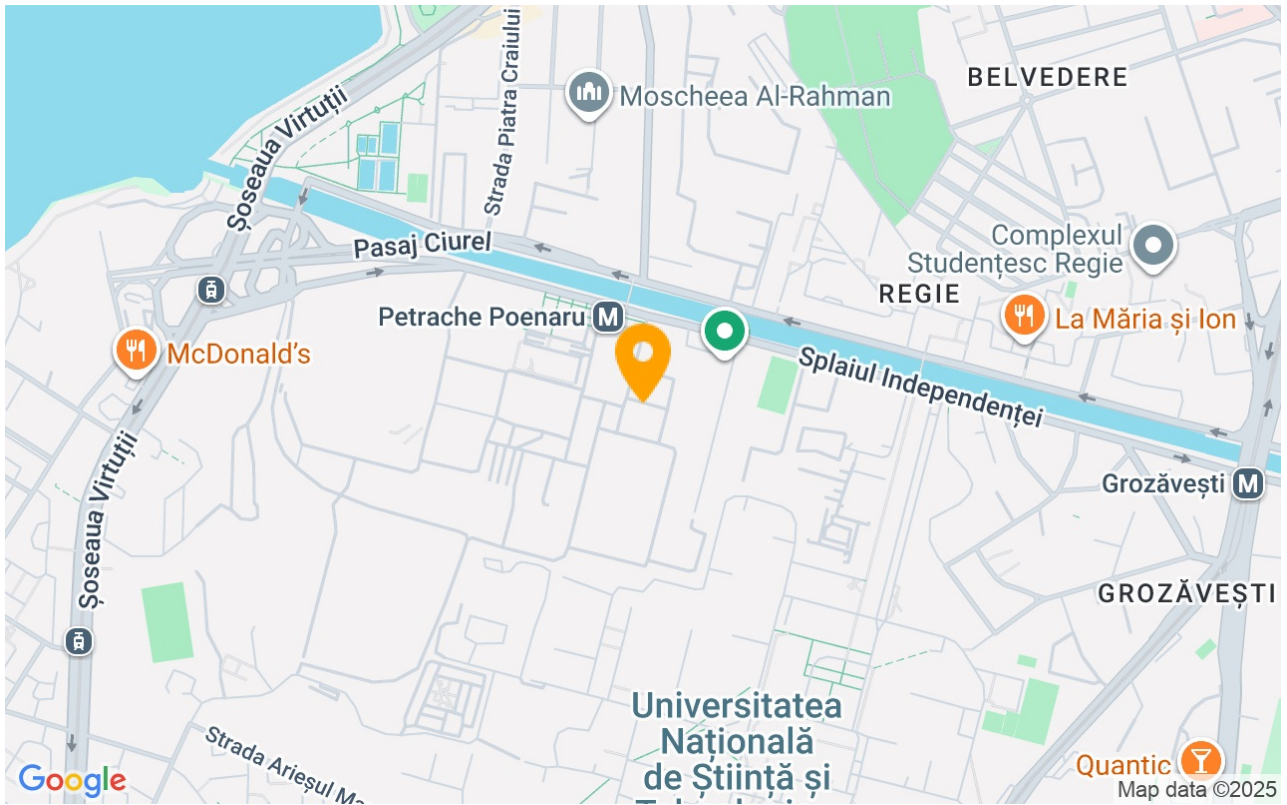 BELVEDERE
Șoseaua Virtuții
Strada Piatra Craiului
Moscheea Al-Rahman
Pasaj Ciurel
Complexul
Studențesc Regie
REGIE
Petrache Poenaru M
La Măria și Ion
McDonald's
Splaiul Independenței
Șoseaua Virtuții
Grozăvești M
GROZĂVEȘTI
Universitatea
Națională
de Știință și
Strada Arieșul
Quantic
Google
Map data ©2025